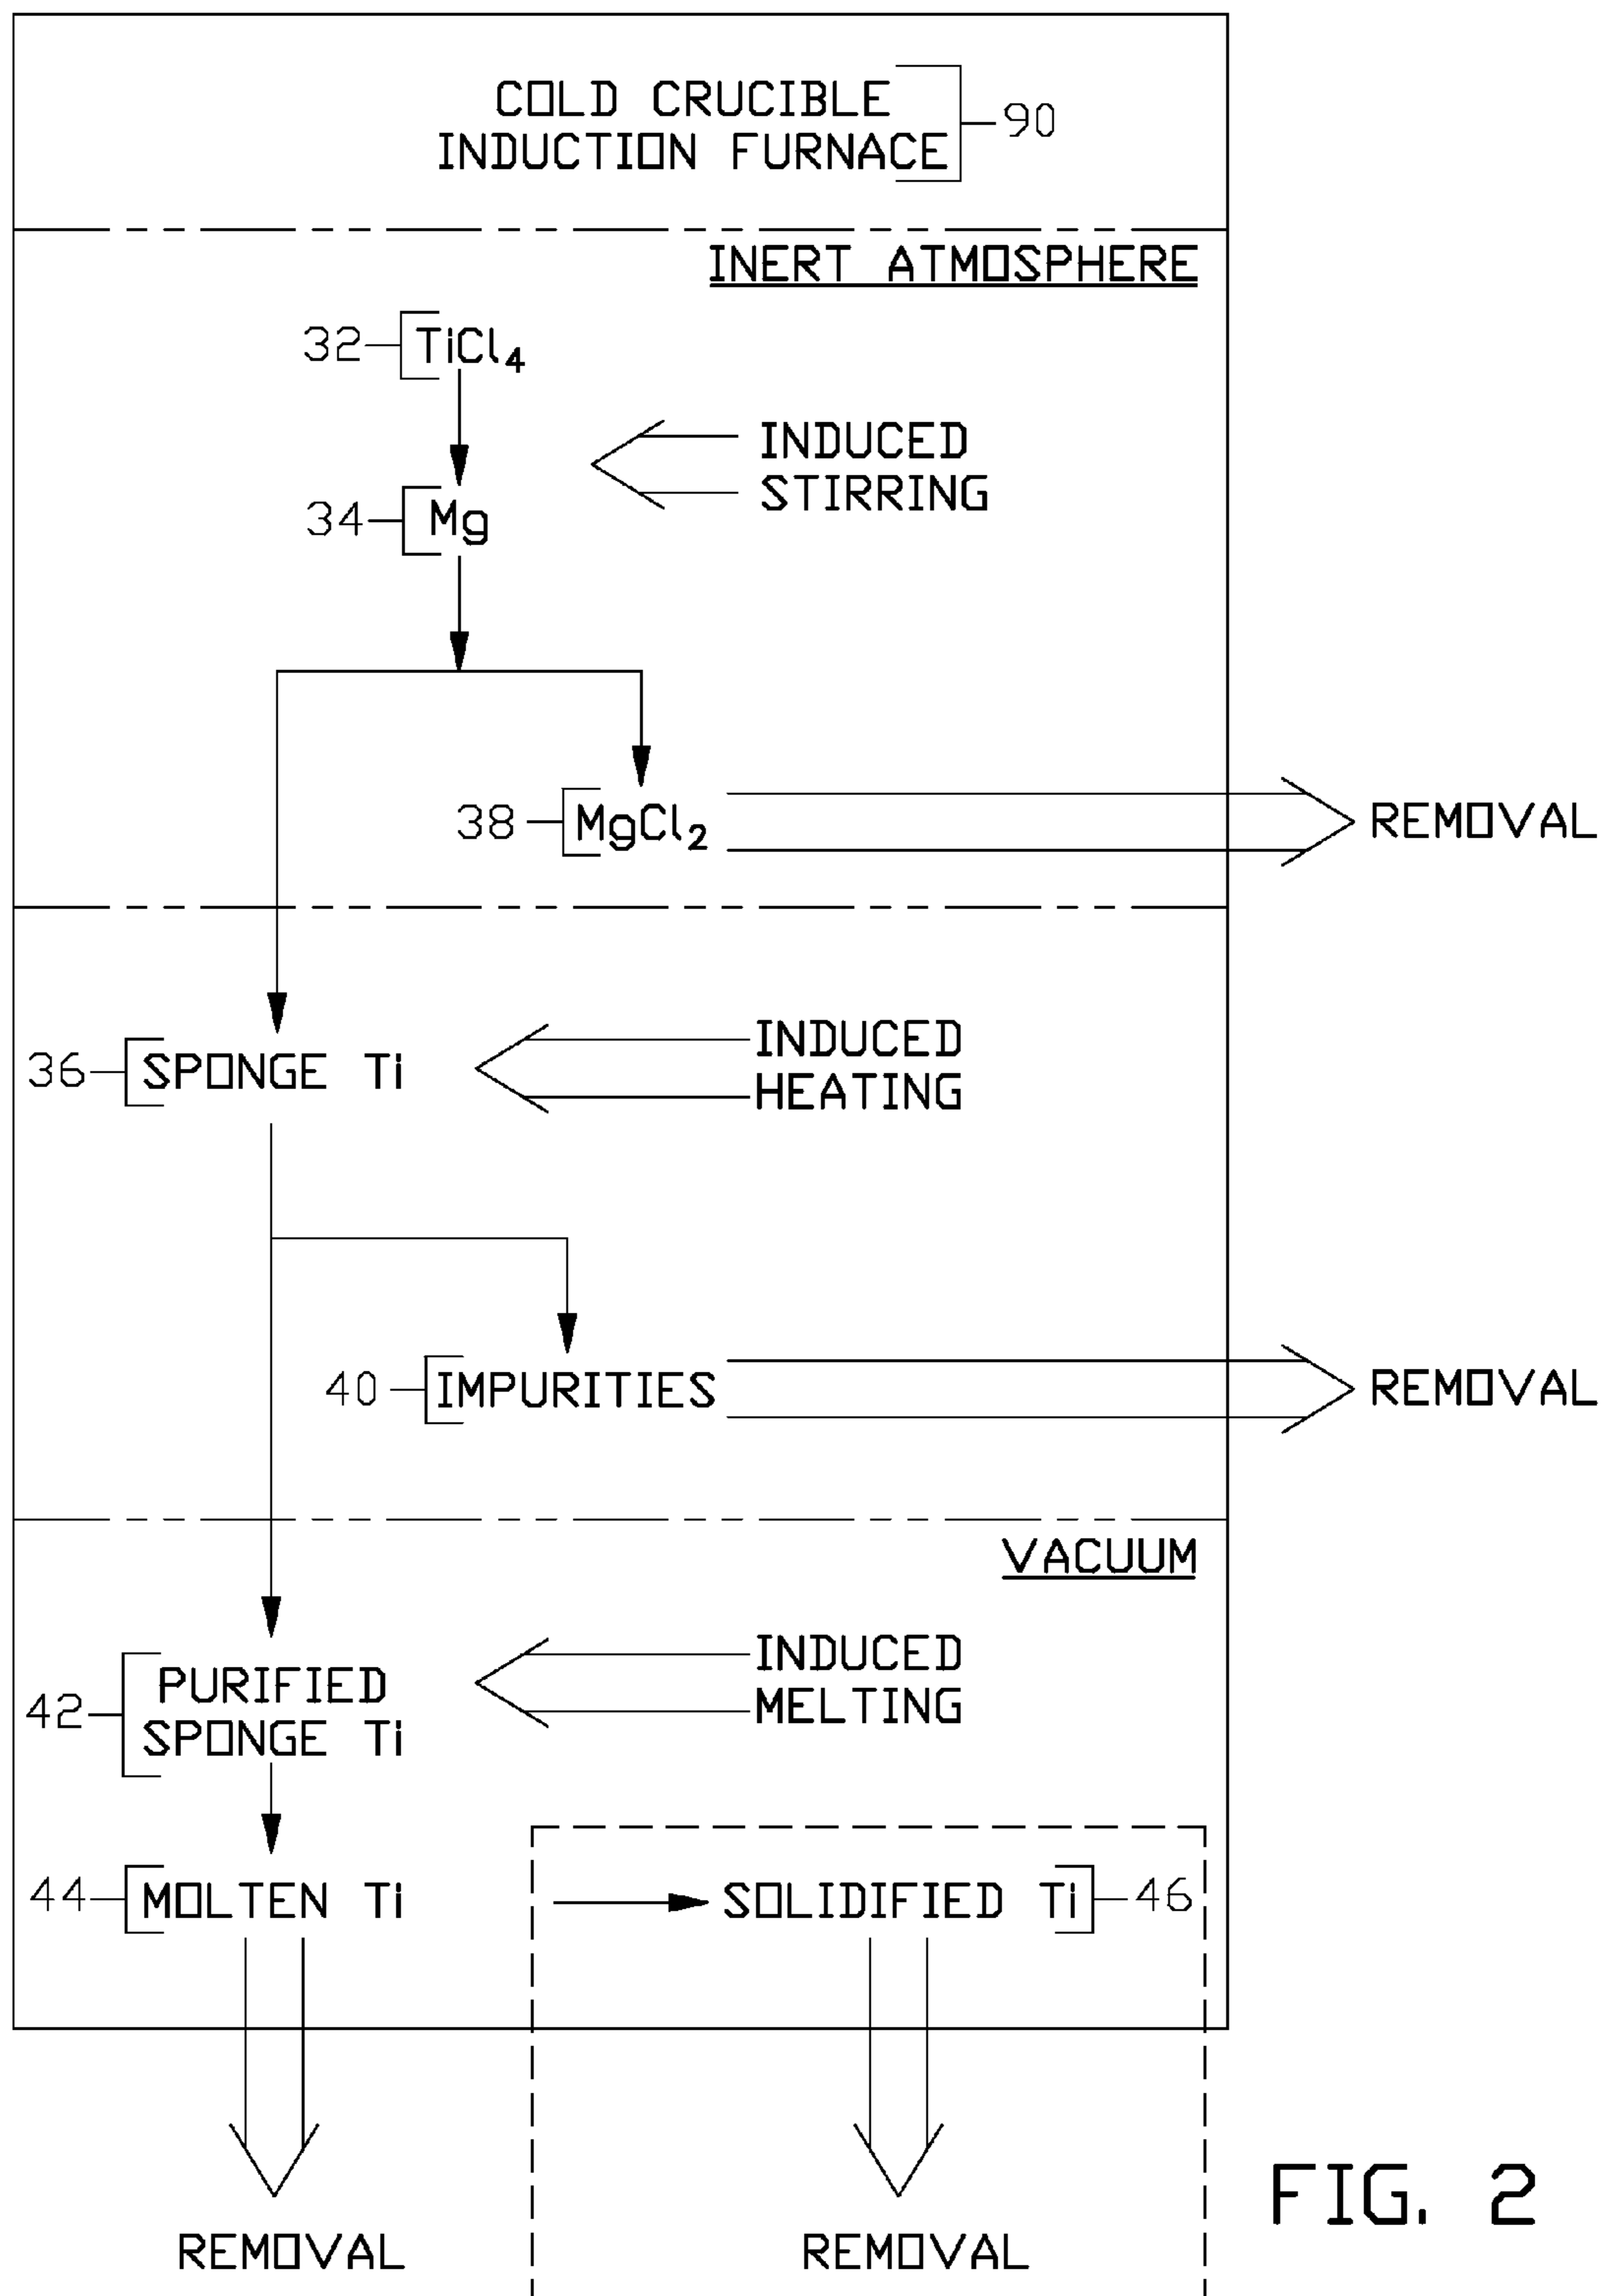 COLD CRUCIBLE
INDUCTION FURNACE
90
INERT ATMOSPHERE
32
TiCl₄
INDUCED
STIRRING
34
Mg
38
MgCl₂
REMOVAL
36
SPONGE Ti
INDUCED
HEATING
40
IMPURITIES
REMOVAL
VACUUM
42
PURIFIED
SPONGE Ti
INDUCED
MELTING
44
MOLTEN Ti
SOLIDIFIED Ti
46
REMOVAL
REMOVAL
FIG. 2